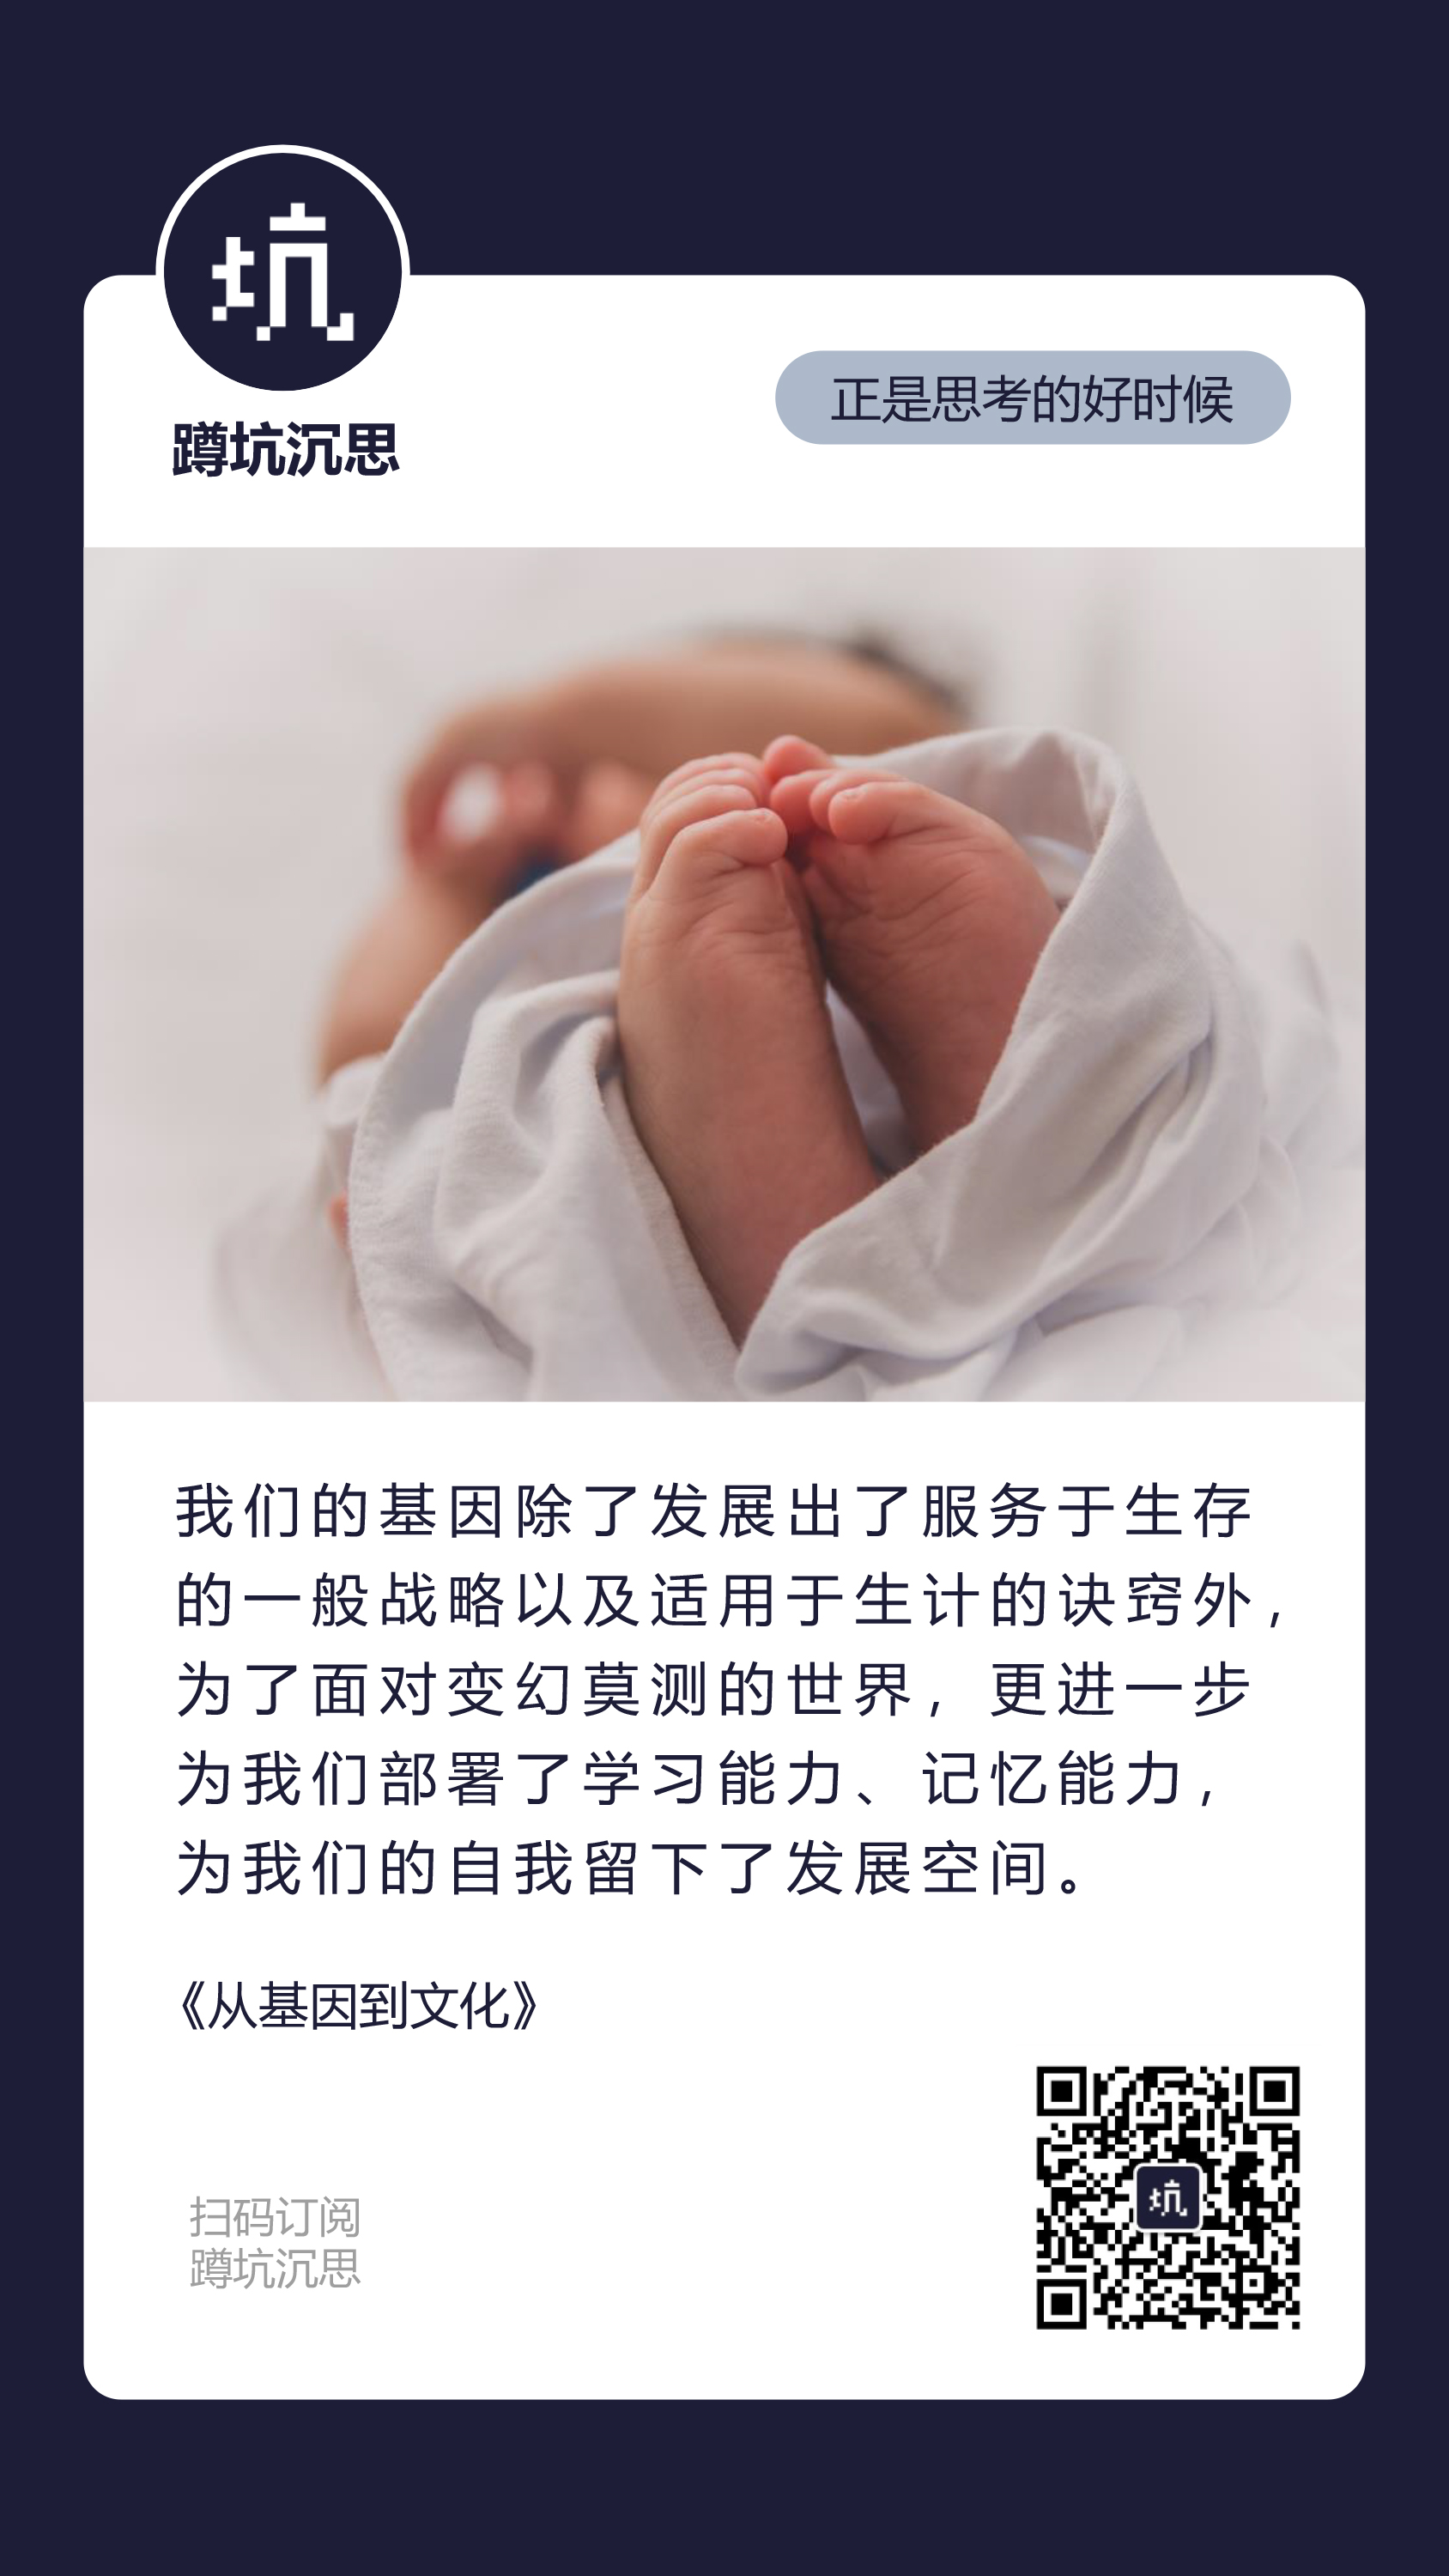 坑
蹲坑沉思
正是思考的好时候
我们的基因除了发展出了服务于生存
的一般战略以及适用于生计的诀窍外，
为了面对变幻莫测的世界，更进一步
为我们部署了学习能力、记忆能力，
为我们的自我留下了发展空间。
《从基因到文化》
扫码订阅
蹲坑沉思
坑